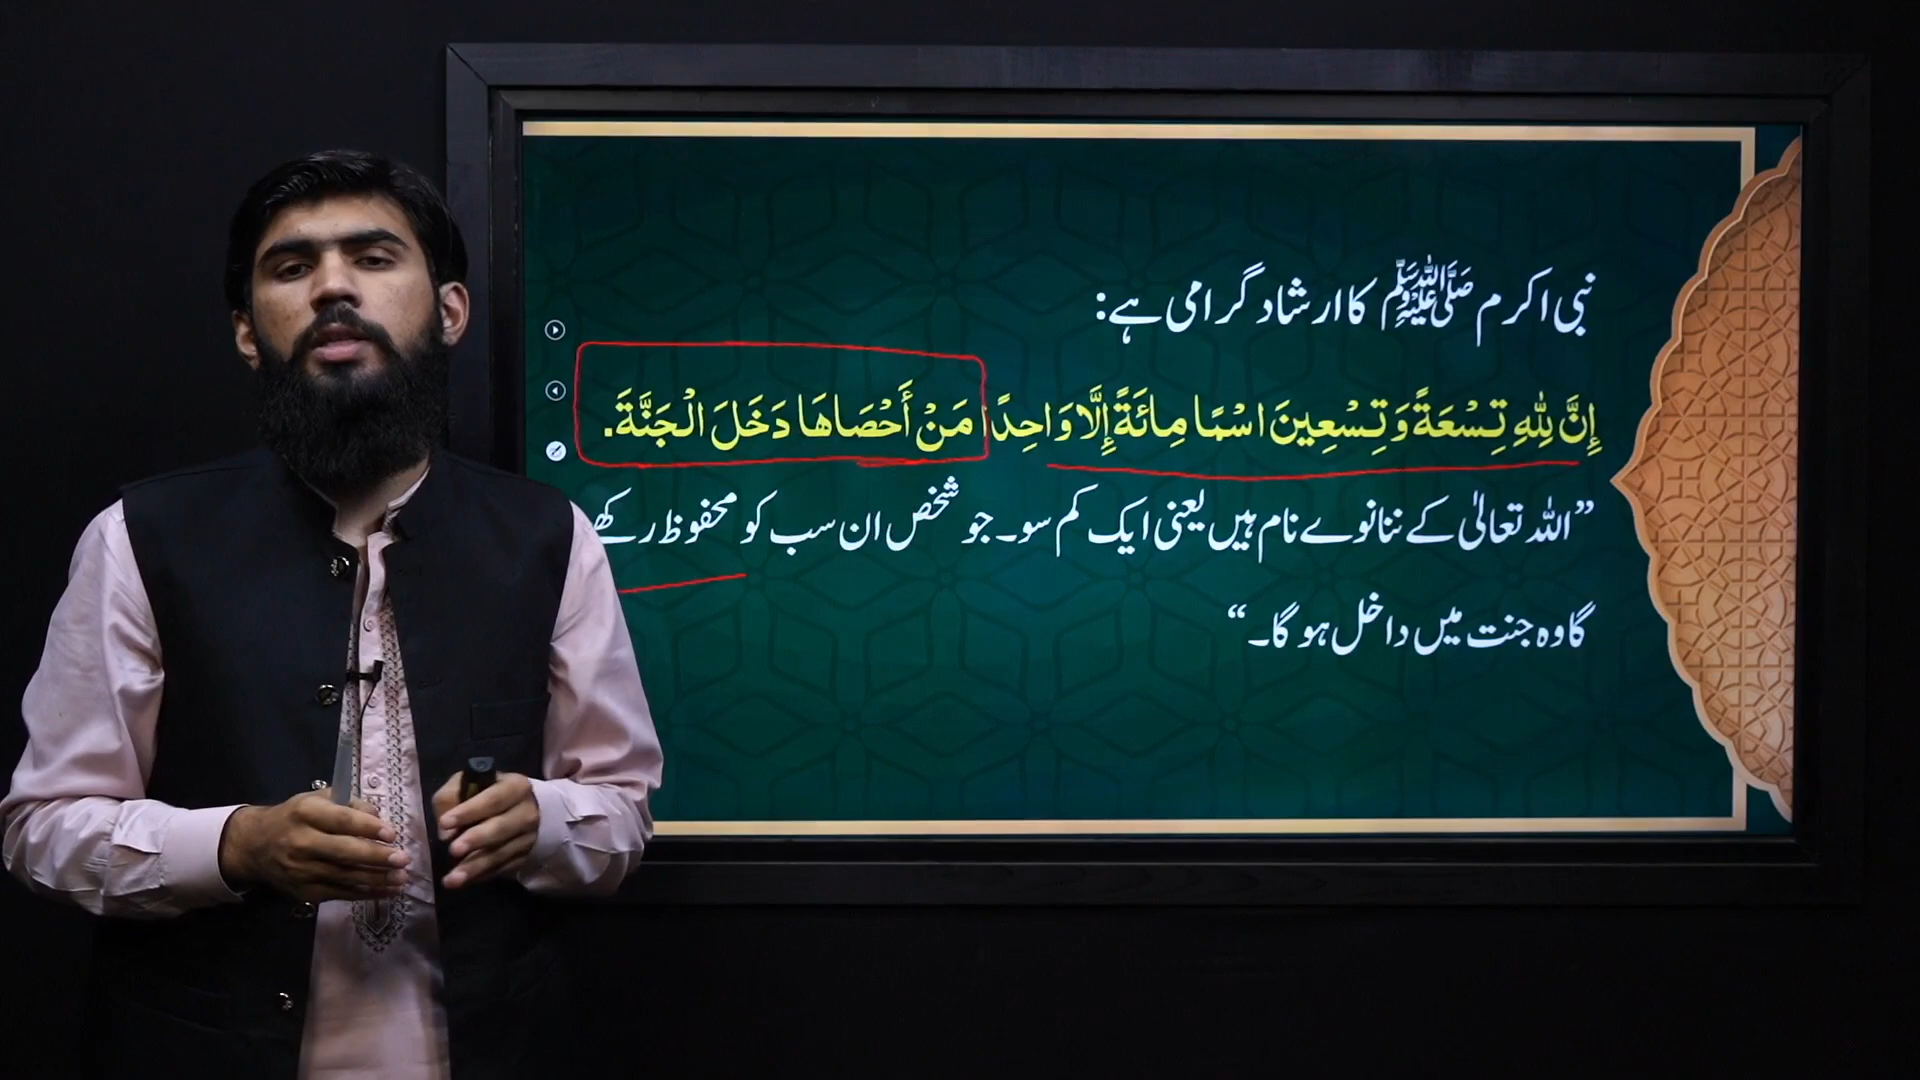 نبی اکرم ﷺ کا ارشاد گرامی ہے:
إِنَّ لِلّٰهِ تِسْعَةً وَتِسْعِينَ اسْمًا مِائَةً إِلَّا وَاحِدًا مَنْ أَحْصَاهَا دَخَلَ الْجَنَّةَ.
”اللہ تعالیٰ کے ننانوے نام ہیں یعنی ایک کم سو۔ جو شخص ان سب کو محفوظ رکھے
گا وہ جنت میں داخل ہو گا۔“